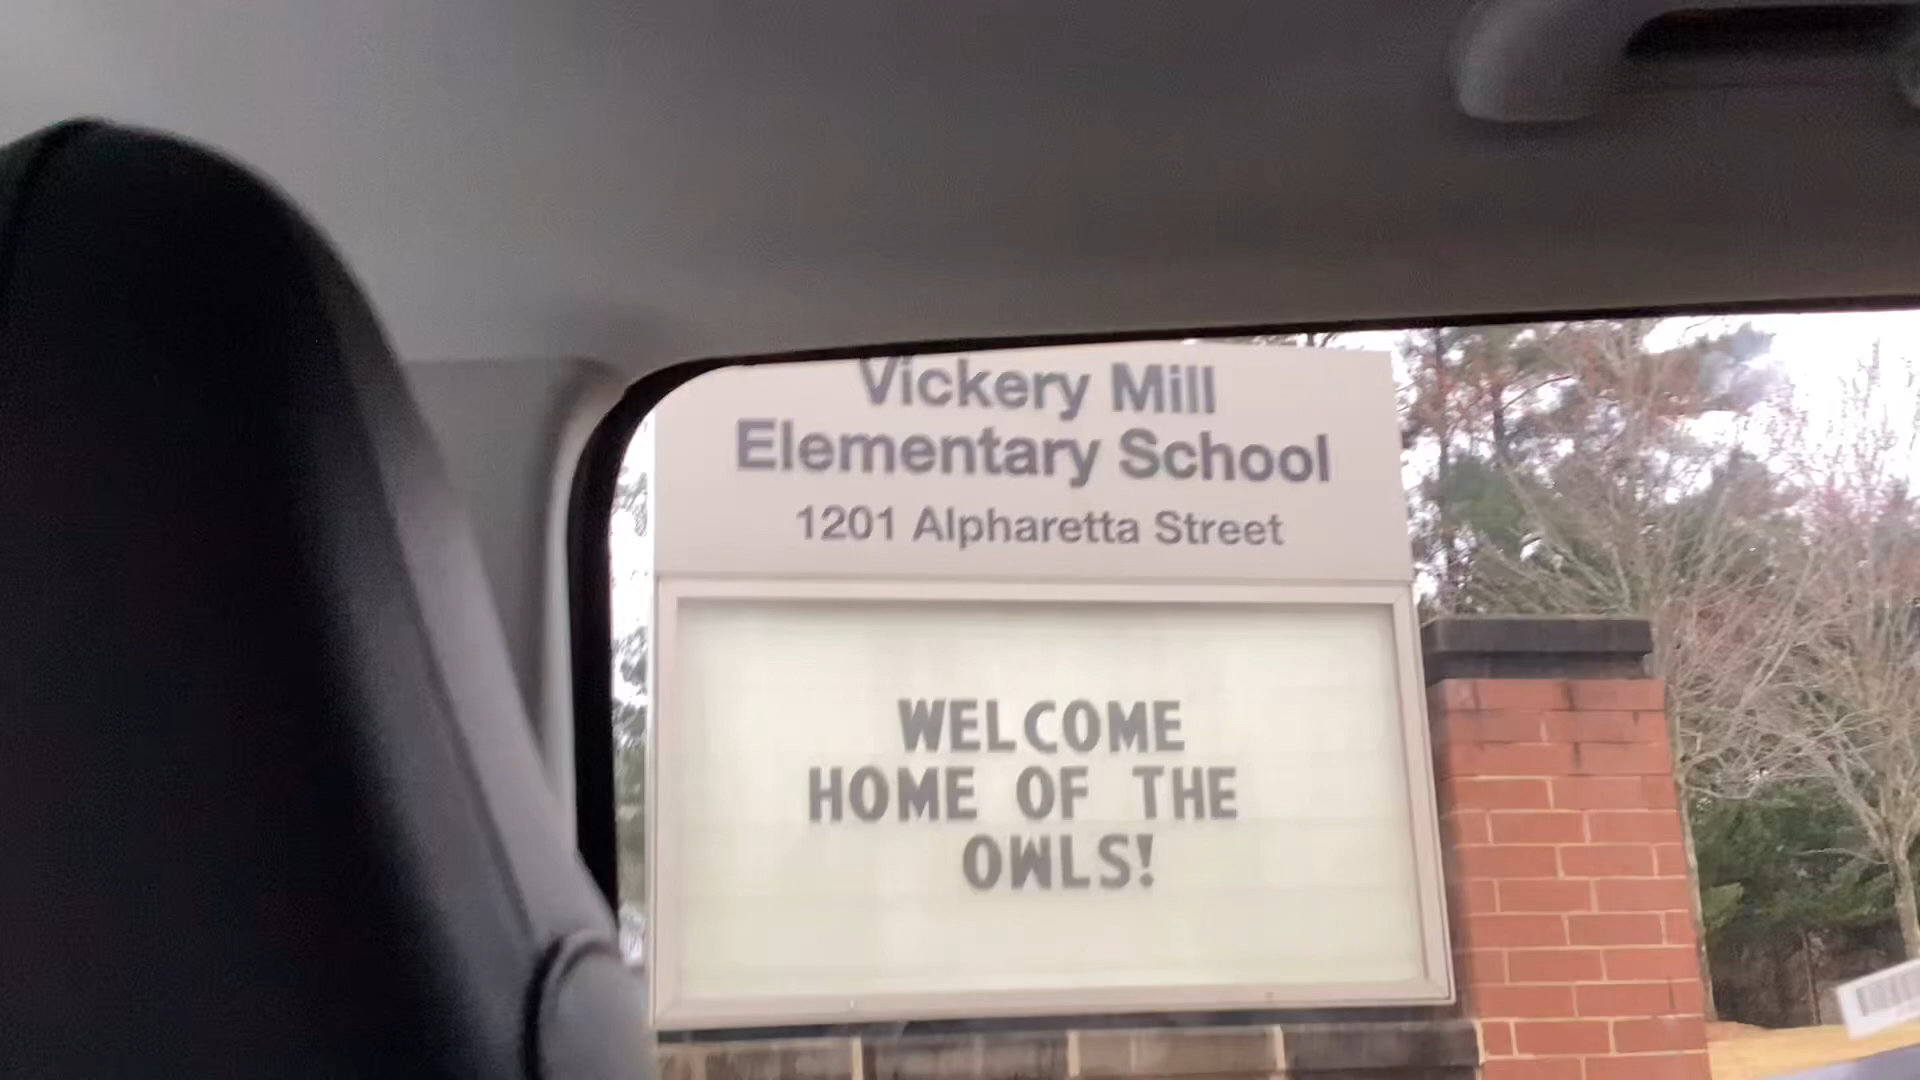 Vickery Mill
Elementary School
1201 Alpharetta Street
WELCOME
HOME OF THE
OWLS!